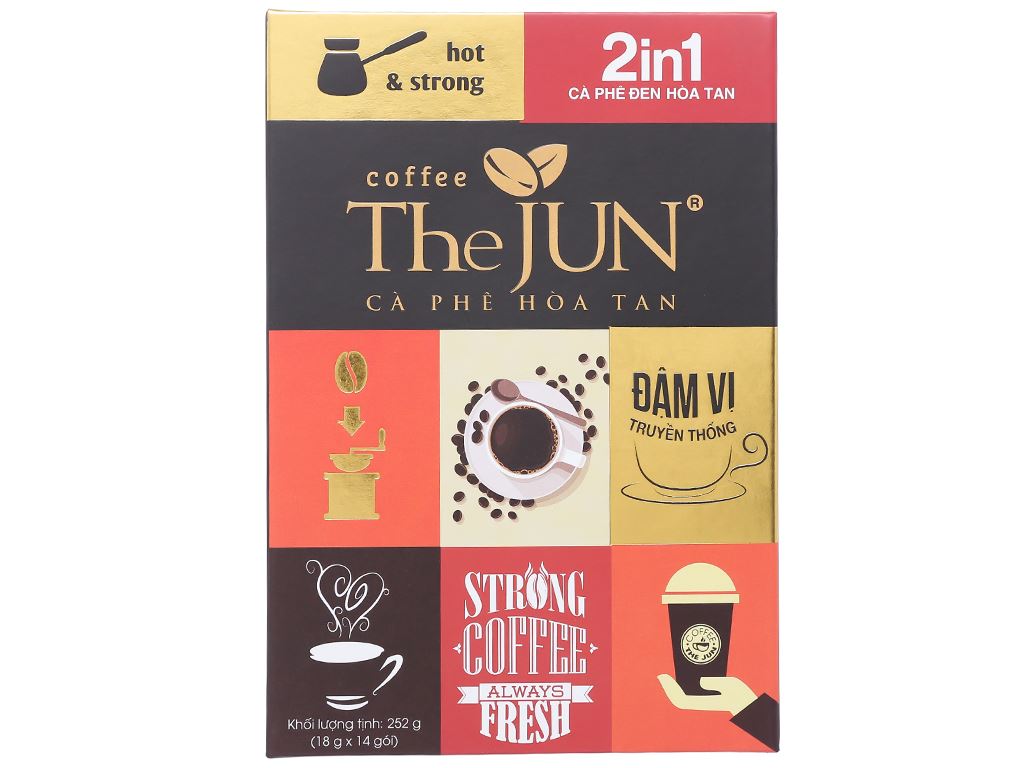 hot
& strong
2in1
CÀ PHÊ ĐEN HÒA TAN
coffee
The JUN®
CÀ PHÊ HÒA TAN
ĐẬM VỊ
TRUYỀN THỐNG
STRONG
COFFEE
ALWAYS
FRESH
COFFEE
THE JUN
Khối lượng tịnh: 252 g
(18 g x 14 gói)